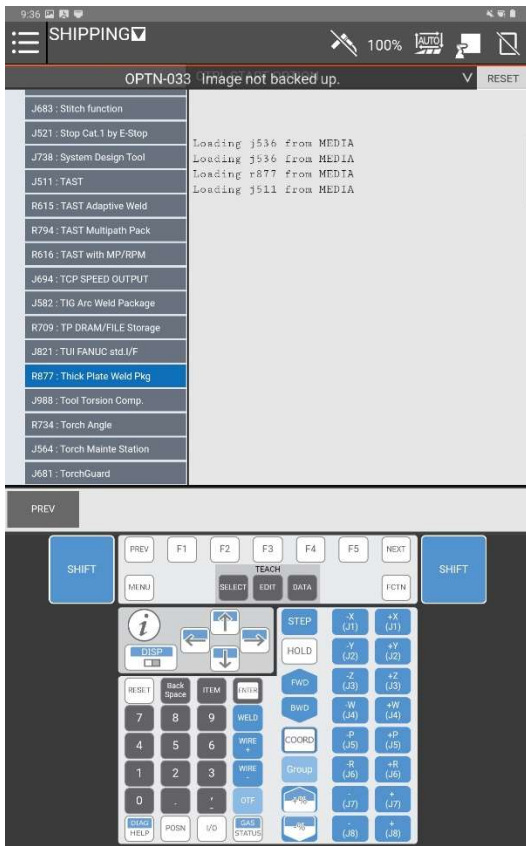 9:36
SHIPPING
100%
AUTO
OPTN-033 Image not backed up.
RESET
J683 : Stitch function
J521 : Stop Cat.1 by E-Stop
J738 : System Design Tool
J511 : TAST
R615 : TAST Adaptive Weld
R794 : TAST Multipath Pack
R616 : TAST with MP/RPM
J694 : TCP SPEED OUTPUT
J582 : TIG Arc Weld Package
R709 : TP DRAM/FILE Storage
J821 : TUI FANUC std.I/F
R877 : Thick Plate Weld Pkg
J988 : Tool Torsion Comp.
R734 : Torch Angle
J564 : Torch Mainte Station
J681 : TorchGuard
Loading j536 from MEDIA
Loading j536 from MEDIA
Loading r877 from MEDIA
Loading j511 from MEDIA
PREV
SHIFT
PREV F1 F2 F3 F4 F5 NEXT
TEACH
MENU SELECT EDIT DATA FCTN
SHIFT
i
DISP
STEP -X (J1) +X (J1)
HOLD -Y (J2) +Y (J2)
RESET Back Space ITEM ENTER FWD -Z (J3) +Z (J3)
7 8 9 WELD BWD -W (J4) +W (J4)
4 5 6 WIRE + COORD -P (J5) +P (J5)
1 2 3 WIRE - Group -R (J6) +R (J6)
0 . , - OTF +% - (J7) + (J7)
DIAG HELP POSN I/O GAS STATUS -% - (J8) + (J8)